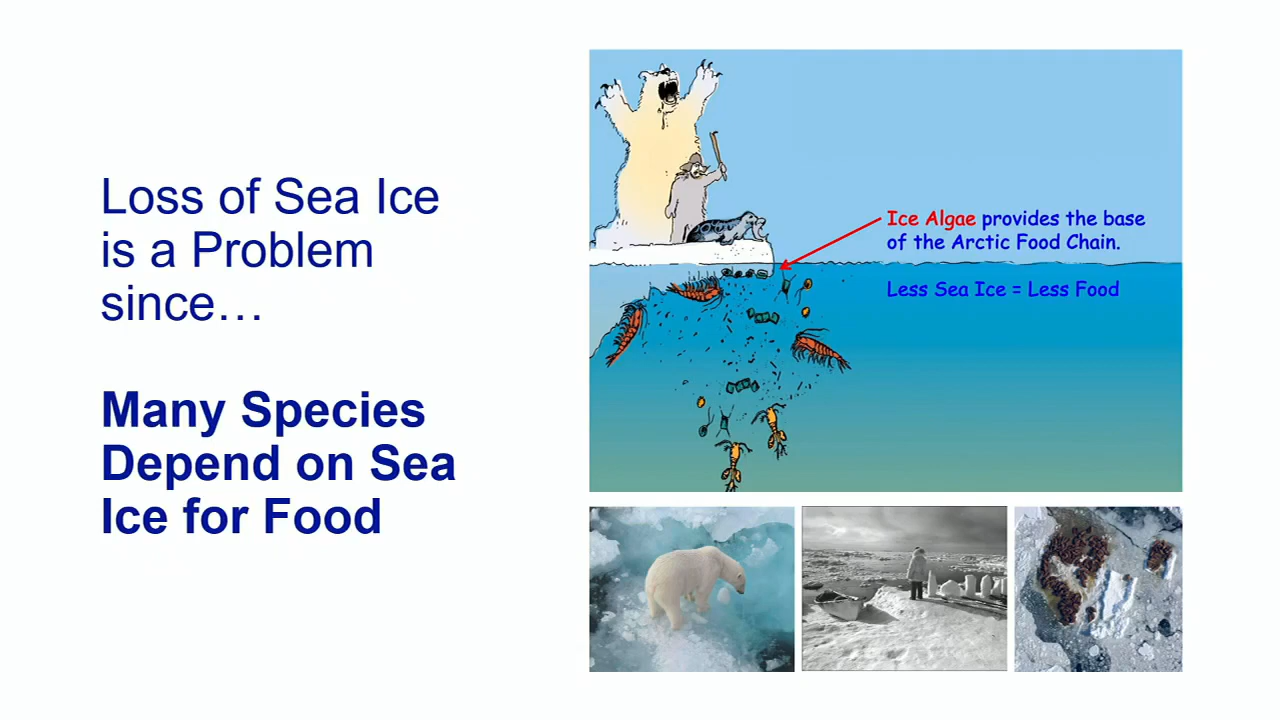 Loss of Sea Ice
is a Problem
since…
Many Species
Depend on Sea
Ice for Food
Ice Algae provides the base
of the Arctic Food Chain.
Less Sea Ice = Less Food